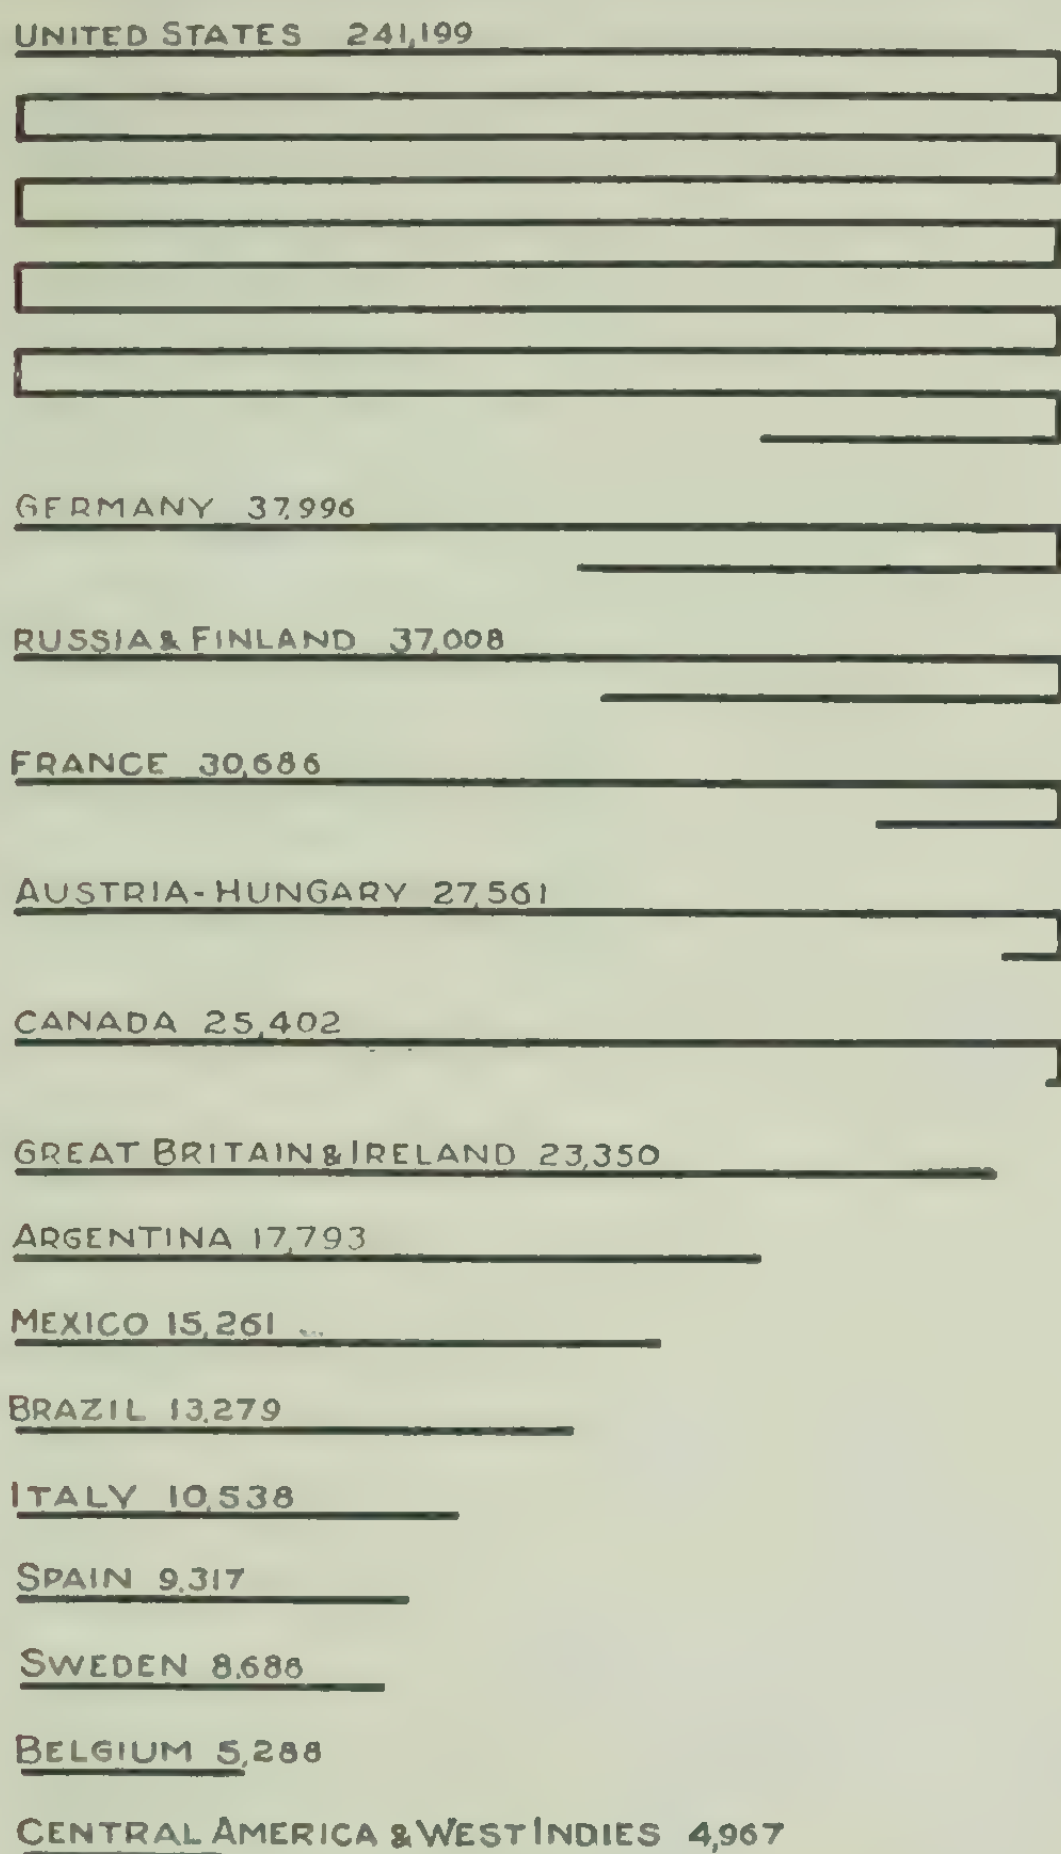 UNITED STATES 241,199
GERMANY 37,996
RUSSIA & FINLAND 37,008
FRANCE 30,686
AUSTRIA-HUNGARY 27,561
CANADA 25,402
GREAT BRITAIN & IRELAND 23,350
ARGENTINA 17,793
MEXICO 15,261
BRAZIL 13,279
ITALY 10,538
SPAIN 9,317
SWEDEN 8,688
BELGIUM 5,288
CENTRAL AMERICA & WEST INDIES 4,967